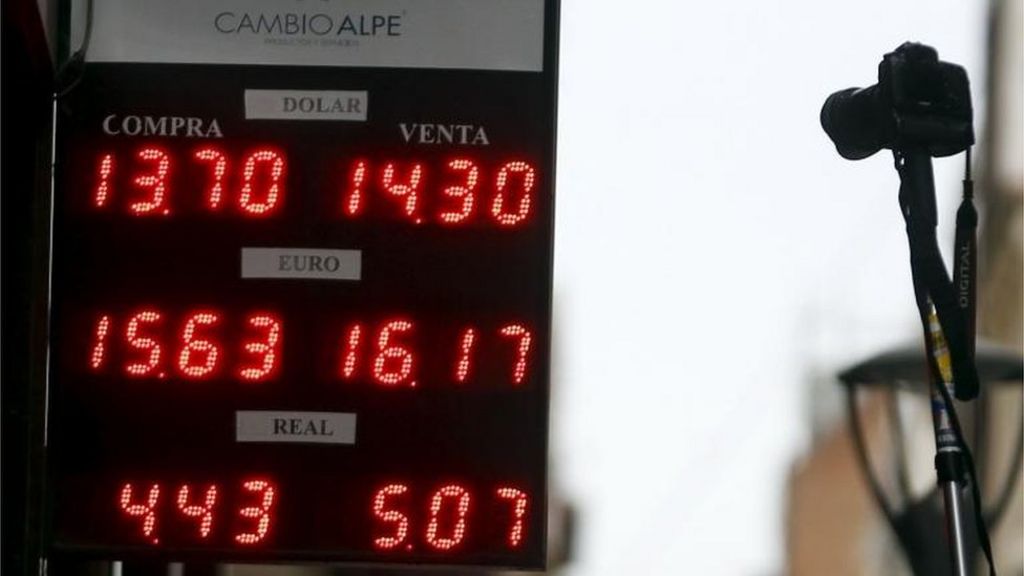 CAMBIO ALPE
DOLAR
COMPRA VENTA
13.70 14.30
EURO
15.63 16.17
REAL
4.43 5.07
DIGITAL